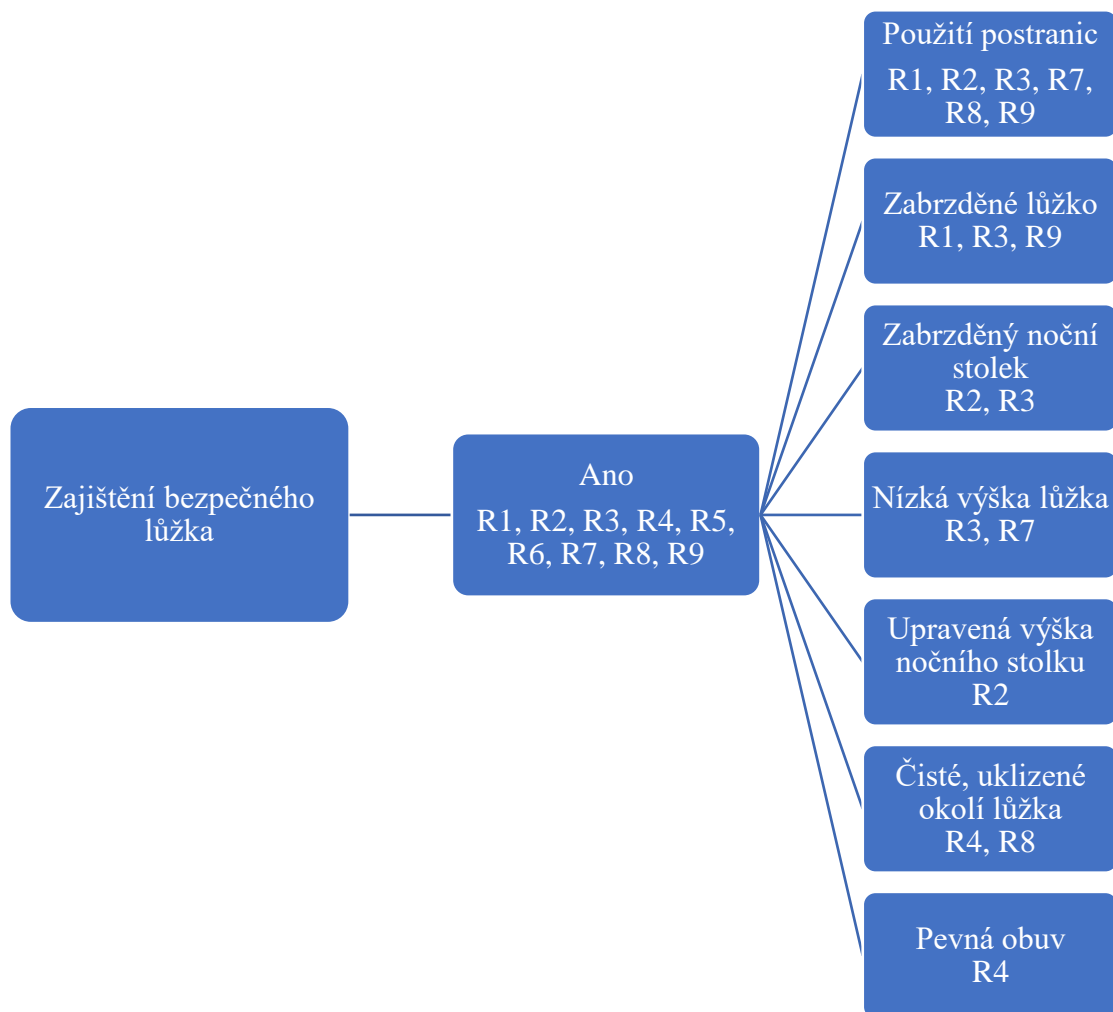 Zajištění bezpečného
lůžka
Ano
R1, R2, R3, R4, R5,
R6, R7, R8, R9
Použití postranic
R1, R2, R3, R7,
R8, R9
Zabrzděné lůžko
R1, R3, R9
Zabrzděný noční
stolek
R2, R3
Nízká výška lůžka
R3, R7
Upravená výška
nočního stolku
R2
Čisté, uklizené
okolí lůžka
R4, R8
Pevná obuv
R4